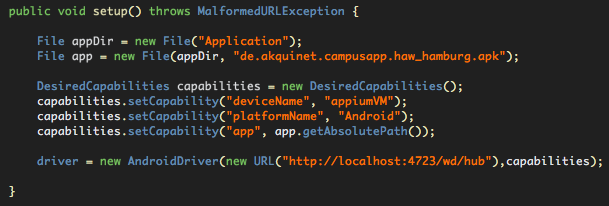 public void setup() throws MalformedURLException {
File appDir = new File("Application");
File app = new File(appDir, "de.akquinet.campusapp.haw_hamburg.apk");
DesiredCapabilities capabilities = new DesiredCapabilities();
capabilities.setCapability("deviceName", "appiumVM");
capabilities.setCapability("platformName", "Android");
capabilities.setCapability("app", app.getAbsolutePath());
driver = new AndroidDriver(new URL("http://localhost:4723/wd/hub"),capabilities);
}